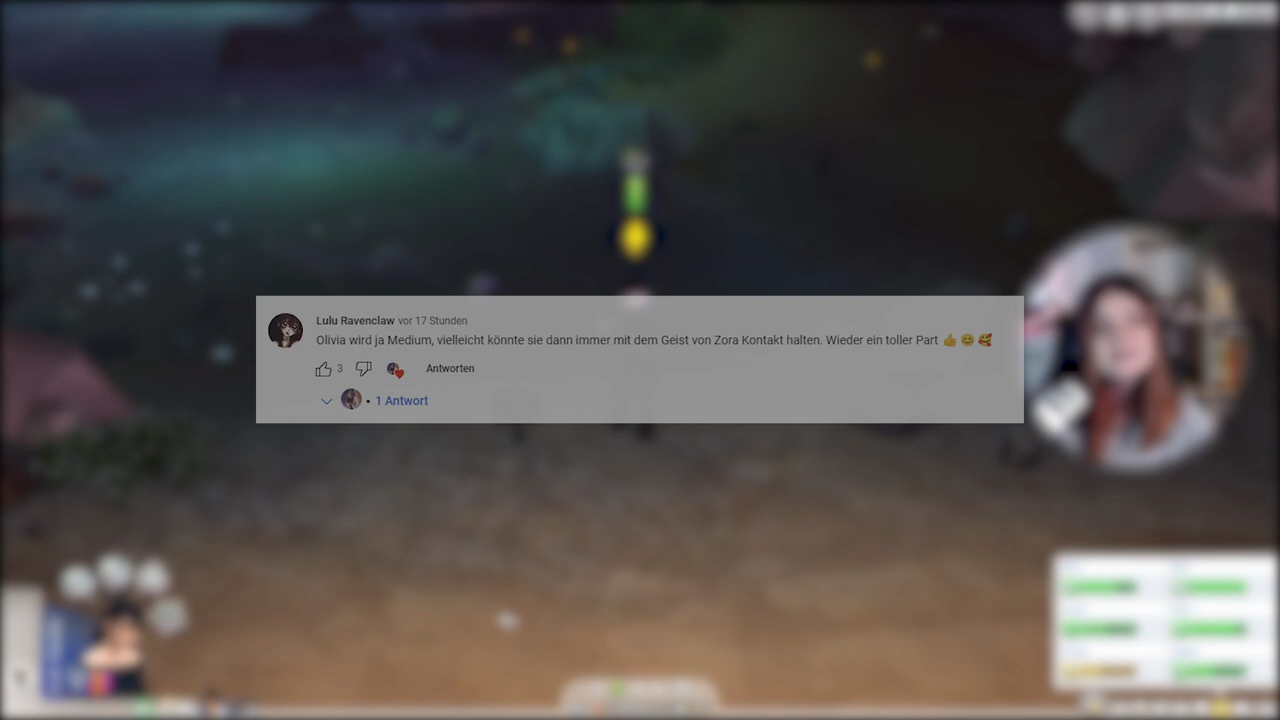 Lulu Ravenclaw vor 17 Stunden
Olivia wird ja Medium, vielleicht könnte sie dann immer mit dem Geist von Zora Kontakt halten. Wieder ein toller Part 👍 😊 🥰
3 Antworten
• 1 Antwort